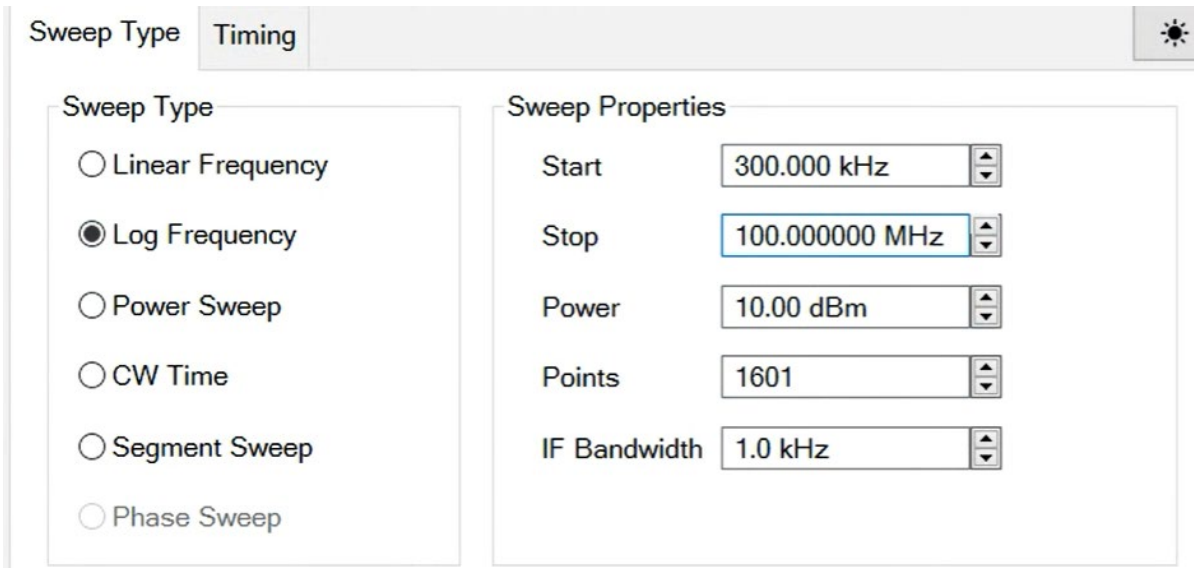 Sweep Type Timing
Sweep Type
Linear Frequency
Log Frequency
Power Sweep
CW Time
Segment Sweep
Phase Sweep
Sweep Properties
Start 300.000 kHz
Stop 100.000000 MHz
Power 10.00 dBm
Points 1601
IF Bandwidth 1.0 kHz